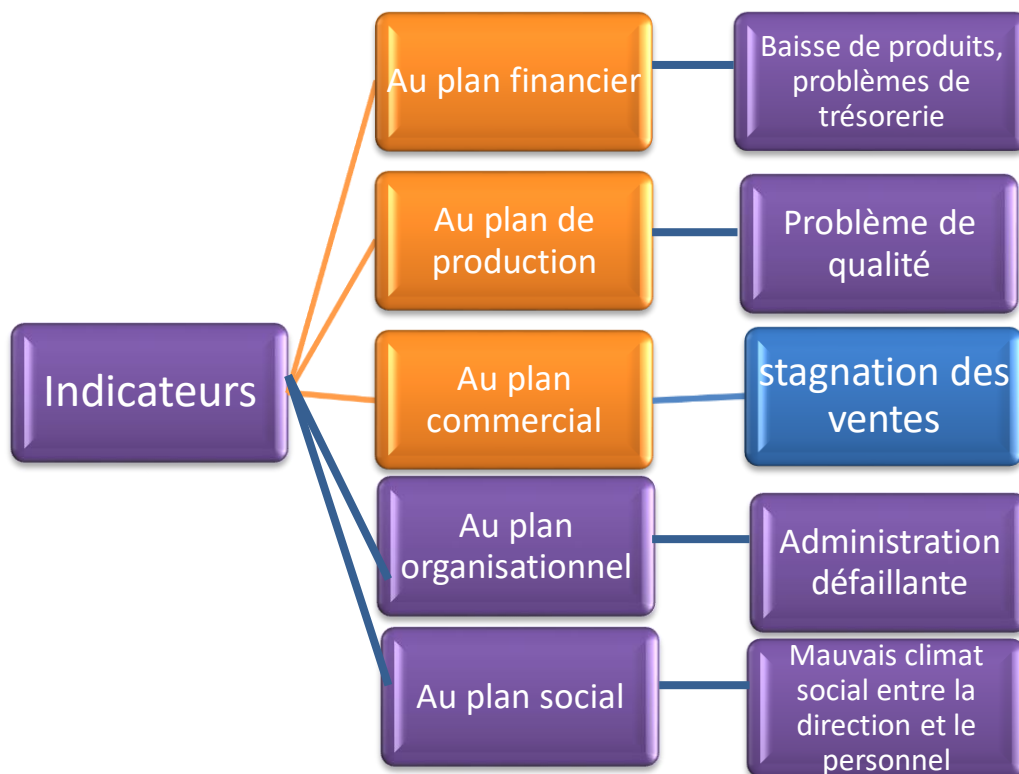 Indicateurs
Au plan financier
Baisse de produits,
problèmes de
trésorerie
Au plan de
production
Problème de
qualité
Au plan
commercial
stagnation des
ventes
Au plan
organisationnel
Administration
défaillante
Au plan social
Mauvais climat
social entre la
direction et le
personnel